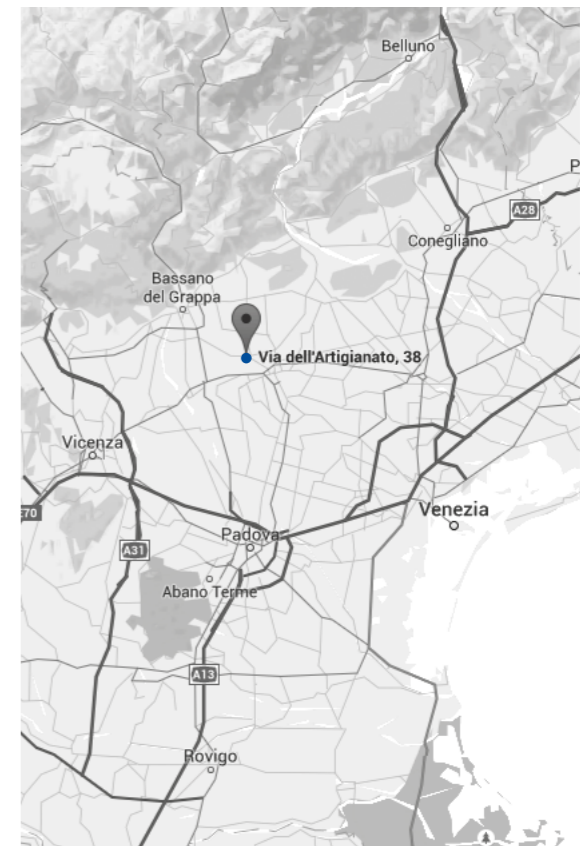 Belluno
P
A28
Conegliano
Bassano
del Grappa
Via dell'Artigianato, 38
Vicenza
Venezia
E70
Padova
A31
Abano Terme
A13
Rovigo